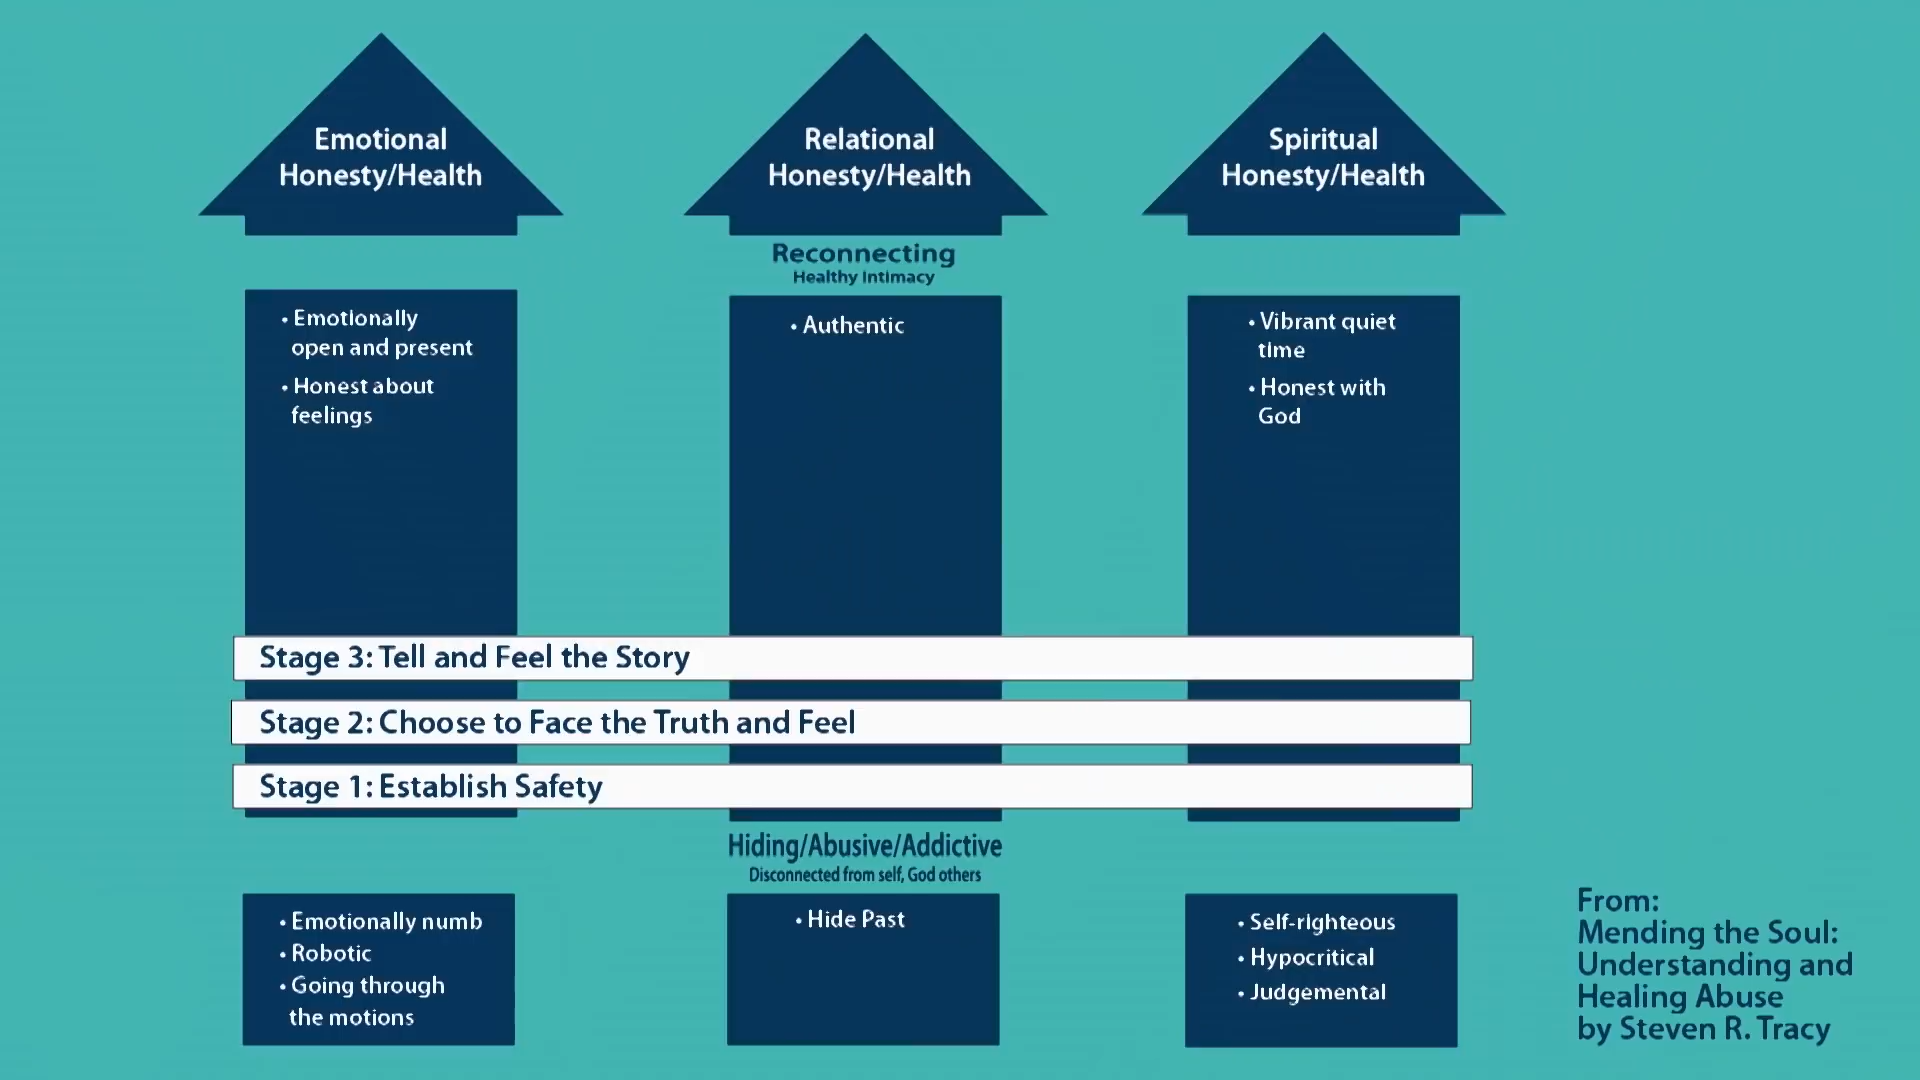 Emotional
Honesty/Health
Relational
Honesty/Health
Spiritual
Honesty/Health
Reconnecting
Healthy Intimacy
• Emotionally
open and present
• Honest about
feelings
• Authentic
• Vibrant quiet
time
• Honest with
God
Stage 3: Tell and Feel the Story
Stage 2: Choose to Face the Truth and Feel
Stage 1: Establish Safety
Hiding/Abusive/Addictive
Disconnected from self, God others
• Emotionally numb
• Robotic
• Going through
the motions
• Hide Past
• Self-righteous
• Hypocritical
• Judgemental
From:
Mending the Soul:
Understanding and
Healing Abuse
by Steven R. Tracy